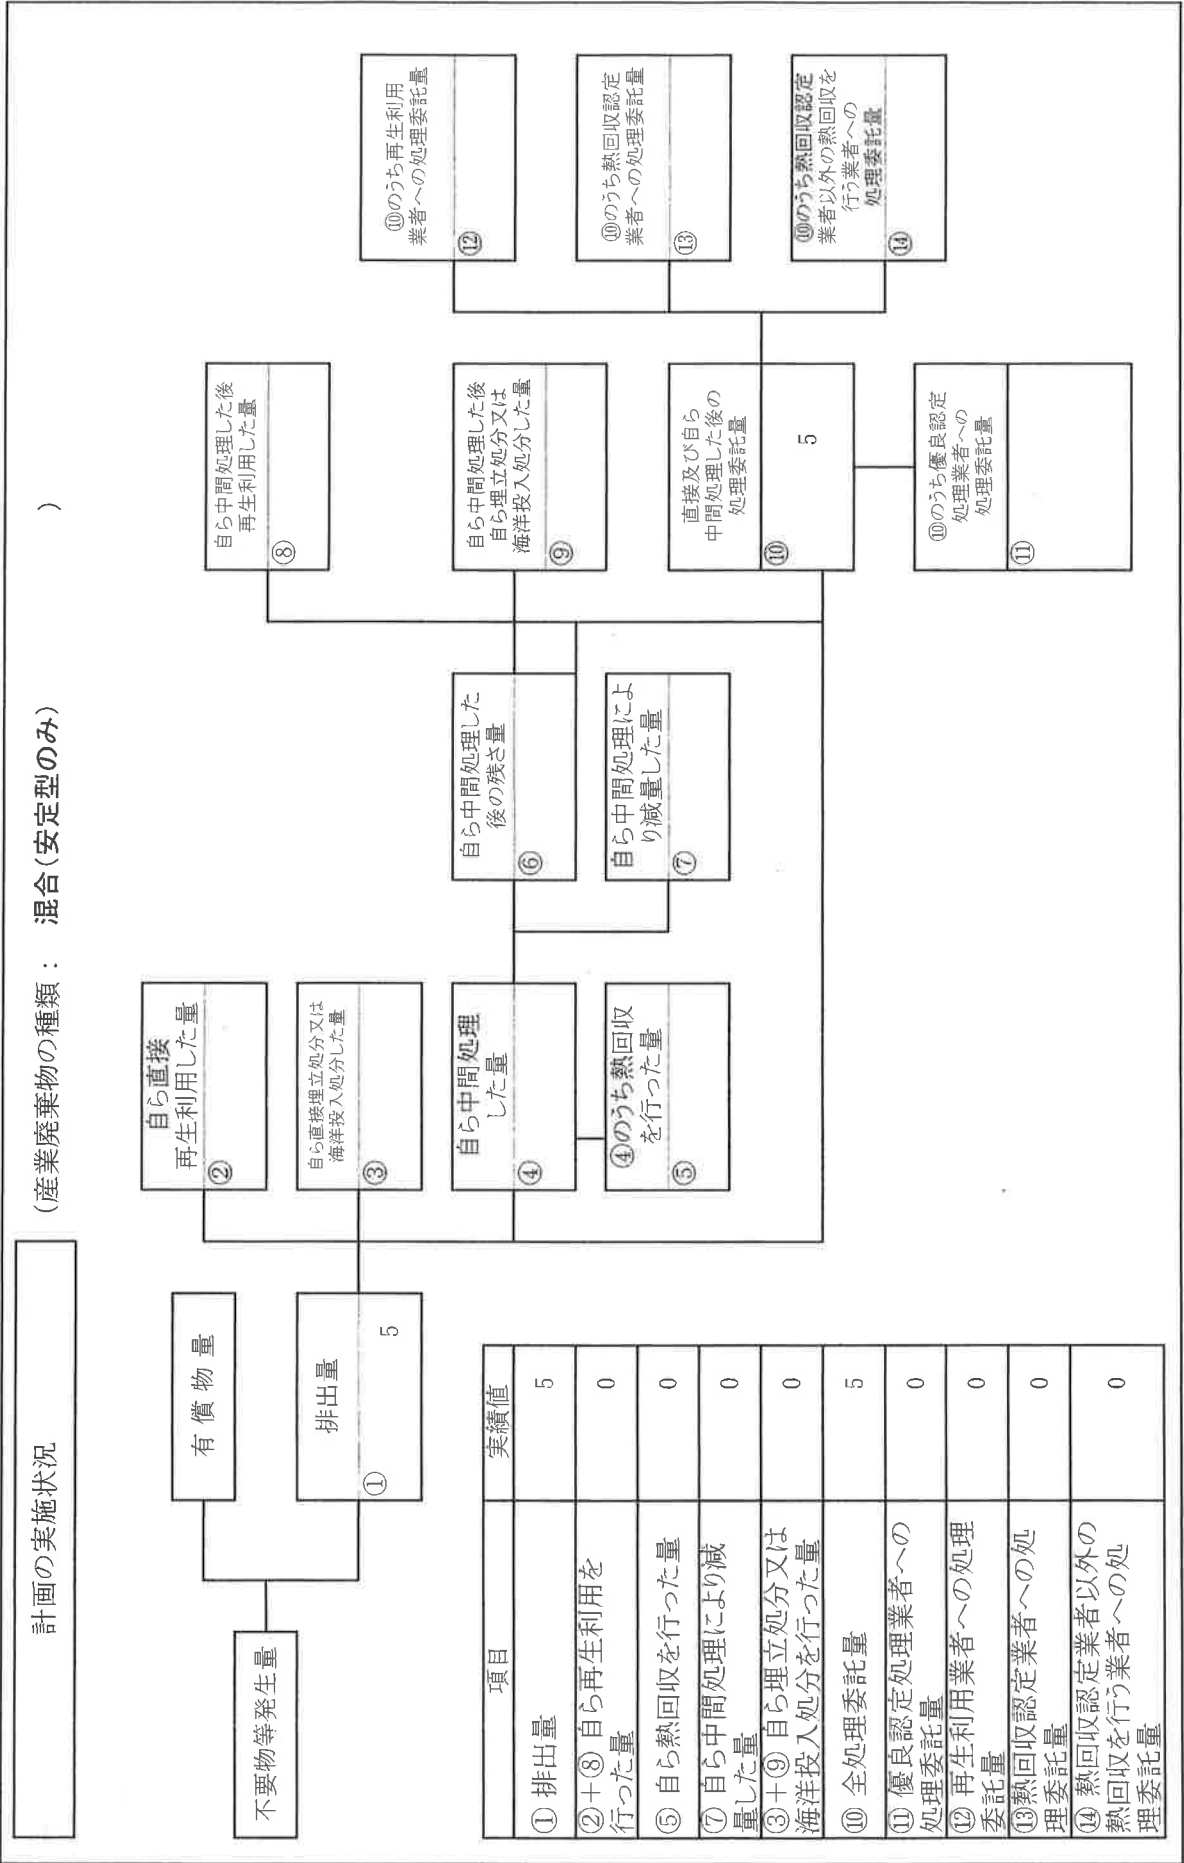 計画の実施状況
(産業廃棄物の種類： 混合(安定型のみ) )
不要物等発生量
有 償 物 量
排出量
①
5
自ら直接
再生利用した量
②
自ら直接埋立処分又は
海洋投入処分した量
③
自ら中間処理
した量
④
④のうち熱回収
を行った量
⑤
自ら中間処理した
後の残さ量
⑥
自ら中間処理によ
り減量した量
⑦
自ら中間処理した後
再生利用した量
⑧
自ら中間処理した後
自ら埋立処分又は
海洋投入処分した量
⑨
直接及び自ら
中間処理した後の
処理委託量
⑩
5
⑩のうち優良認定
処理業者への
処理委託量
⑪
⑩のうち再生利用
業者への処理委託量
⑫
⑩のうち熱回収認定
業者への処理委託量
⑬
⑩のうち熱回収認定
業者以外の熱回収を
行う業者への
処理委託量
⑭
項目 実績値
① 排出量 5
②＋⑧ 自ら再生利用を
行った量 0
⑤ 自ら熱回収を行った量 0
⑦ 自ら中間処理により減
量した量 0
③＋⑨ 自ら埋立処分又は
海洋投入処分を行った量 0
⑩ 全処理委託量 5
⑪ 優良認定処理業者への
処理委託量 0
⑫ 再生利用業者への処理
委託量 0
⑬熱回収認定業者への処
理委託量 0
⑭ 熱回収認定業者以外の
熱回収を行う業者への処
理委託量 0